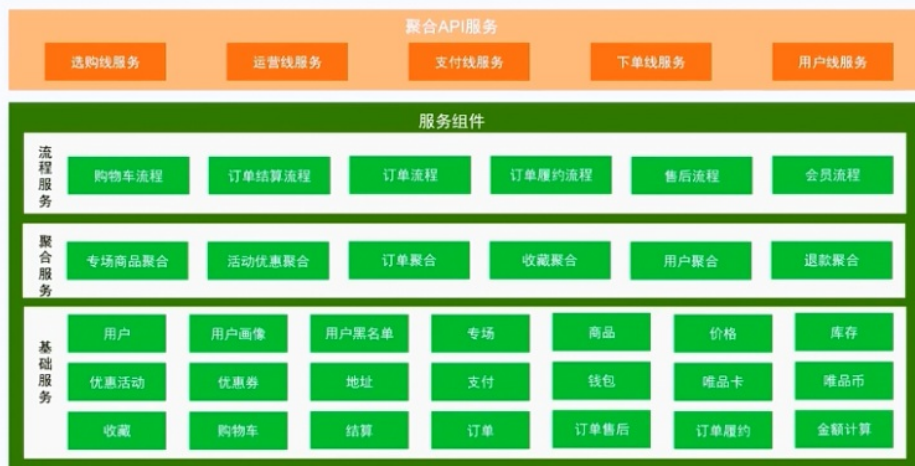 聚合API服务
选购线服务 运营线服务 支付线服务 下单线服务 用户线服务
服务组件
流程服务
购物车流程 订单结算流程 订单流程 订单履约流程 售后流程 会员流程
聚合服务
专场商品聚合 活动优惠聚合 订单聚合 收藏聚合 用户聚合 退款聚合
基础服务
用户 用户画像 用户黑名单 专场 商品 价格 库存
优惠活动 优惠券 地址 支付 钱包 唯品卡 唯品币
收藏 购物车 结算 订单 订单售后 订单履约 金额计算